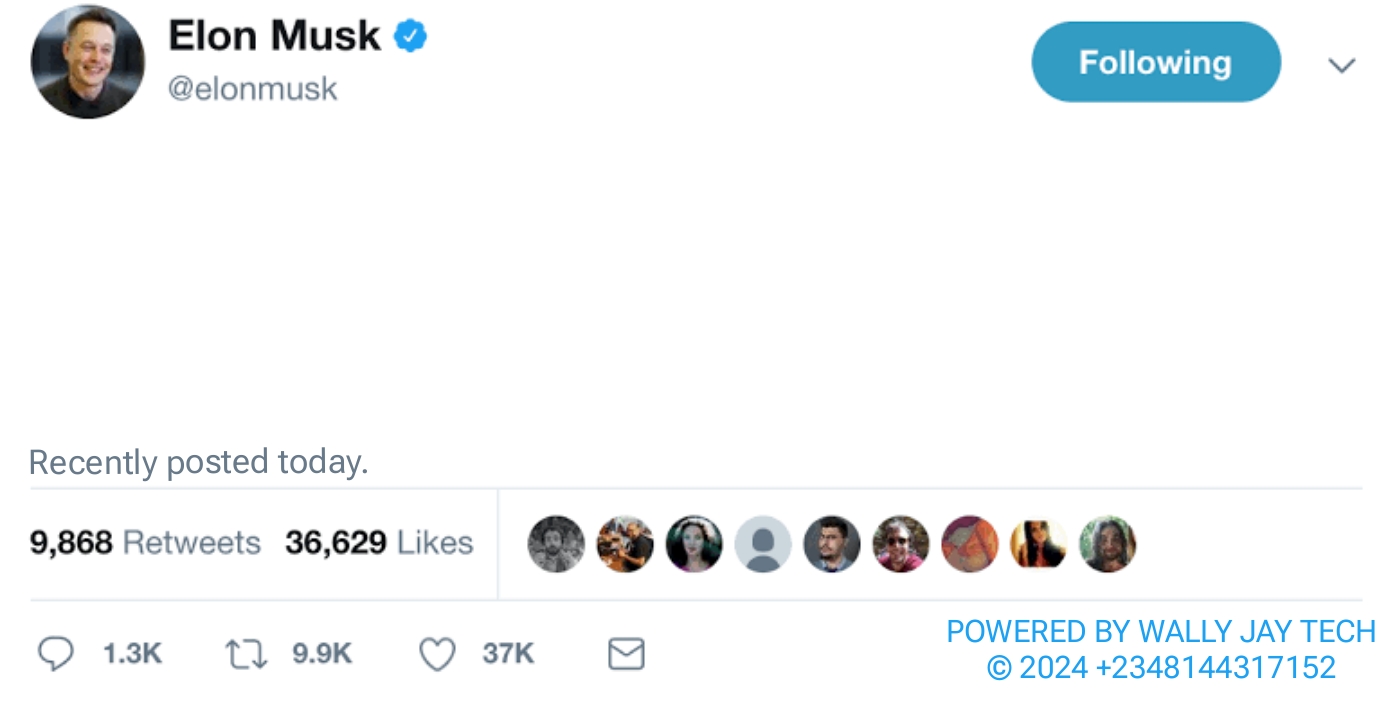 Elon Musk
@elonmusk
Following
Recently posted today.
9,868 Retweets 36,629 Likes
1.3K 9.9K 37K
POWERED BY WALLY JAY TECH
© 2024 +2348144317152